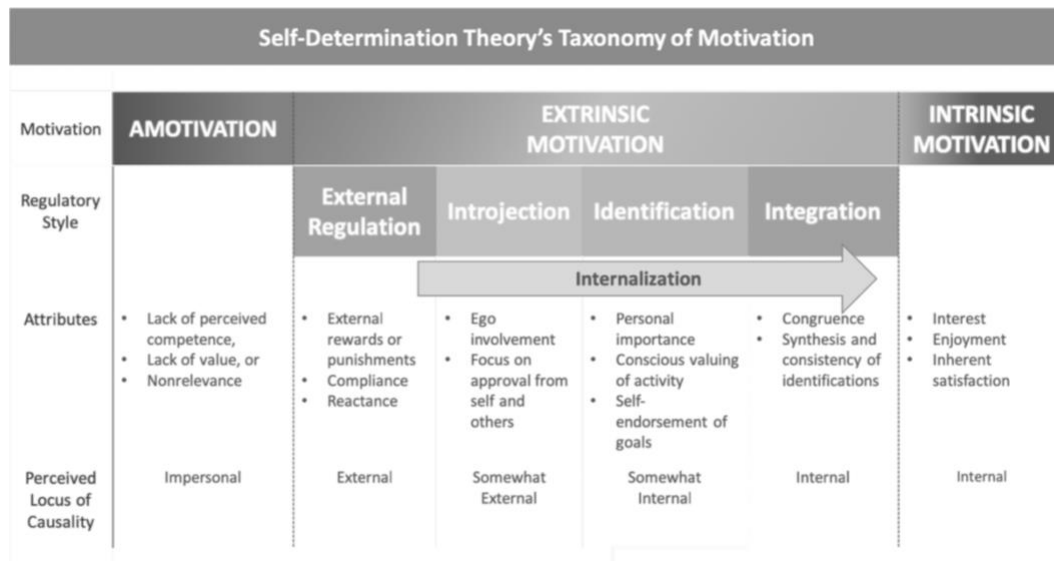 Self-Determination Theory's Taxonomy of Motivation
Motivation
AMOTIVATION
EXTRINSIC
MOTIVATION
INTRINSIC
MOTIVATION
Regulatory
Style
External
Regulation
Introjection
Identification
Integration
Internalization
Attributes
• Lack of perceived
competence,
• Lack of value, or
• Nonrelevance
• External
rewards or
punishments
• Compliance
• Reactance
• Ego
involvement
• Focus on
approval from
self and
others
• Personal
importance
• Conscious valuing
of activity
• Self-
endorsement of
goals
• Congruence
• Synthesis and
consistency of
identifications
• Interest
• Enjoyment
• Inherent
satisfaction
Perceived
Locus of
Causality
Impersonal
External
Somewhat
External
Somewhat
Internal
Internal
Internal